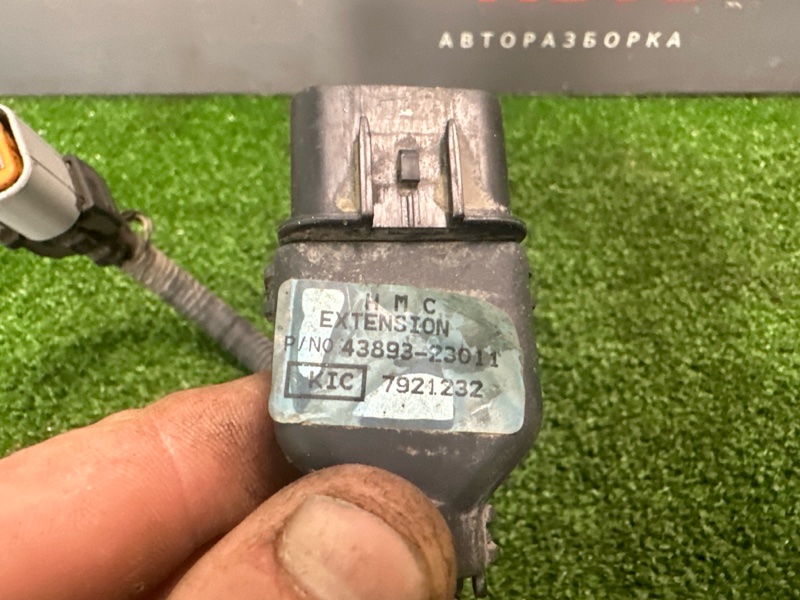 АВТОРАЗБОРКА
H M C
EXTENSION
P/NO 43893-23011
KIC 7921232